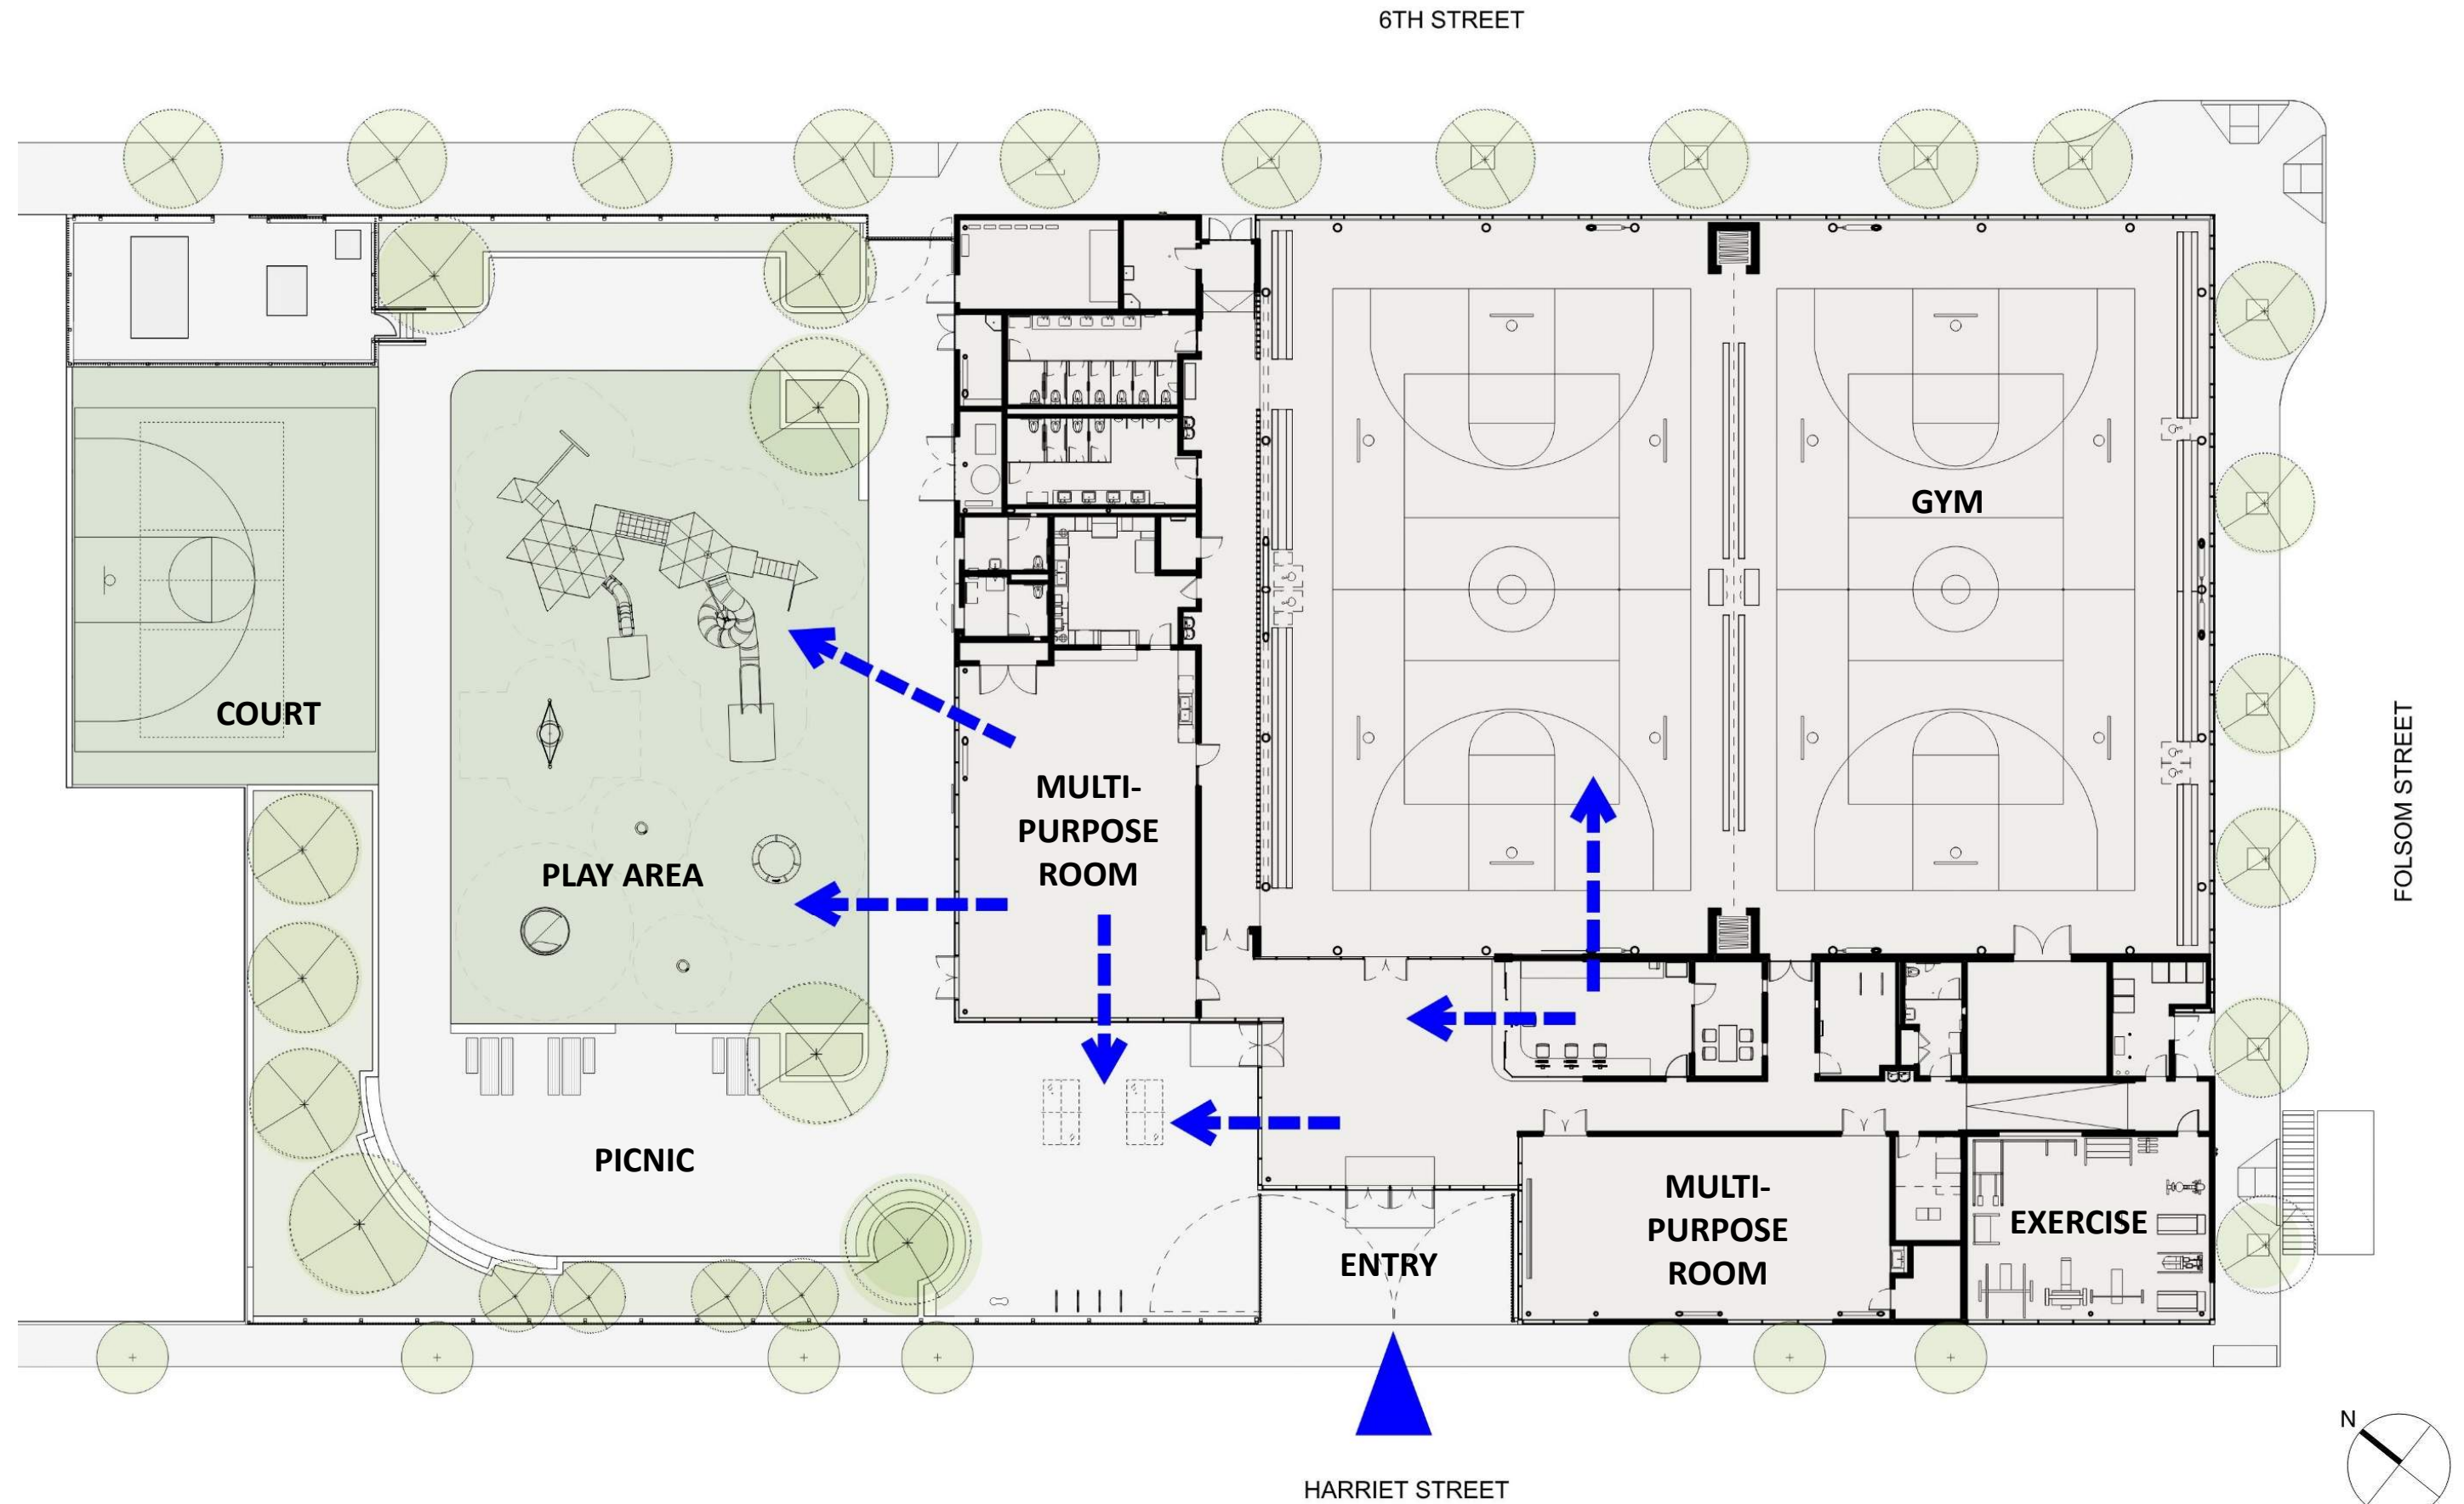 6TH STREET
GYM
COURT
FOLSOM STREET
MULTI-
PURPOSE
ROOM
PLAY AREA
PICNIC
MULTI-
PURPOSE
ROOM
EXERCISE
ENTRY
N
HARRIET STREET